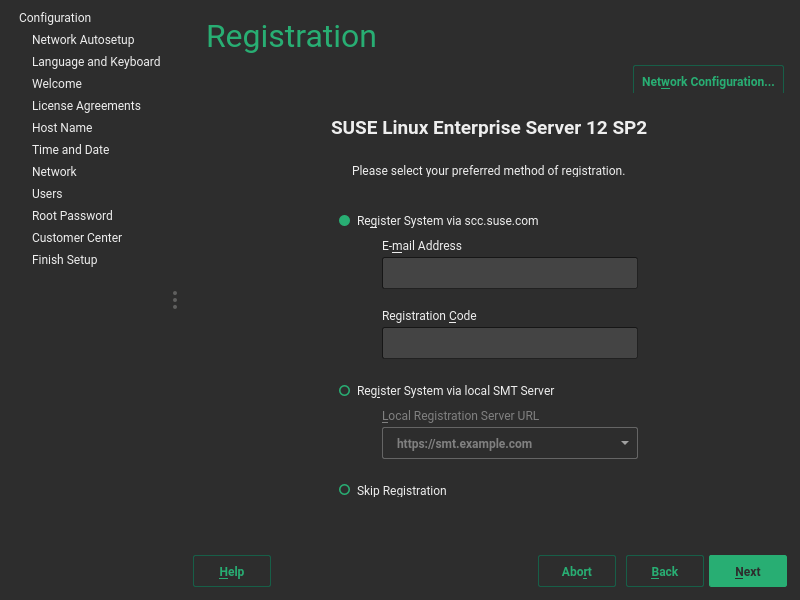 Configuration
Network Autosetup
Language and Keyboard
Welcome
License Agreements
Host Name
Time and Date
Network
Users
Root Password
Customer Center
Finish Setup
Registration
Network Configuration...
SUSE Linux Enterprise Server 12 SP2
Please select your preferred method of registration.
Register System via scc.suse.com
E-mail Address
Registration Code
Register System via local SMT Server
Local Registration Server URL
https://smt.example.com
Skip Registration
Help
Abort
Back
Next